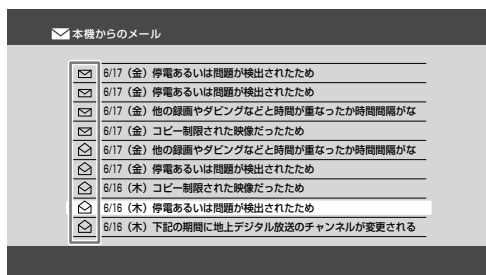 本機からのメール
6/17（金）停電あるいは問題が検出されたため
6/17（金）停電あるいは問題が検出されたため
6/17（金）他の録画やダビングなどと時間が重なったか時間間隔がな
6/17（金）コピー制限された映像だったため
6/17（金）他の録画やダビングなどと時間が重なったか時間間隔がな
6/17（金）停電あるいは問題が検出されたため
6/16（木）コピー制限された映像だったため
6/16（木）停電あるいは問題が検出されたため
6/16（木）下記の期間に地上デジタル放送のチャンネルが変更される